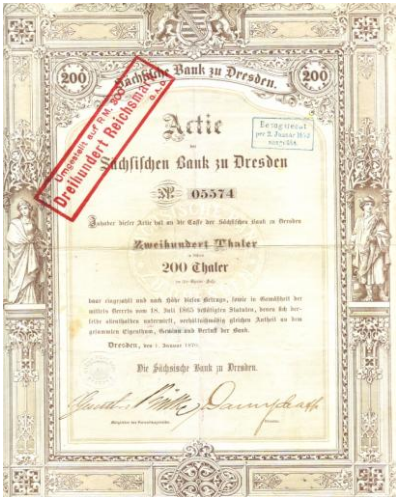 200
Sächsische Bank zu Dresden.
200
Umgestellt auf R.M. 300
Dreihundert Reichsmark
Actie
der
Sächsischen Bank zu Dresden
№ 05574
Inhaber dieser Actie hat an die Casse der Sächsischen Bank zu Dresden
Zweihundert Thaler
200 Thaler
baar eingezahlt und nach Höhe dieses Betrags, sowie in Gemäßheit der
mittels Decrets vom 18. Juli 1865 bestätigten Statuten, denen sich der-
selbe allenthalben unterwirft, verhältnißmäßig gleichen Antheil an dem
gesammten Eigenthum, Gewinn und Verlust der Bank.
Dresden, den 1. Januar
Die Sächsische Bank zu Dresden.